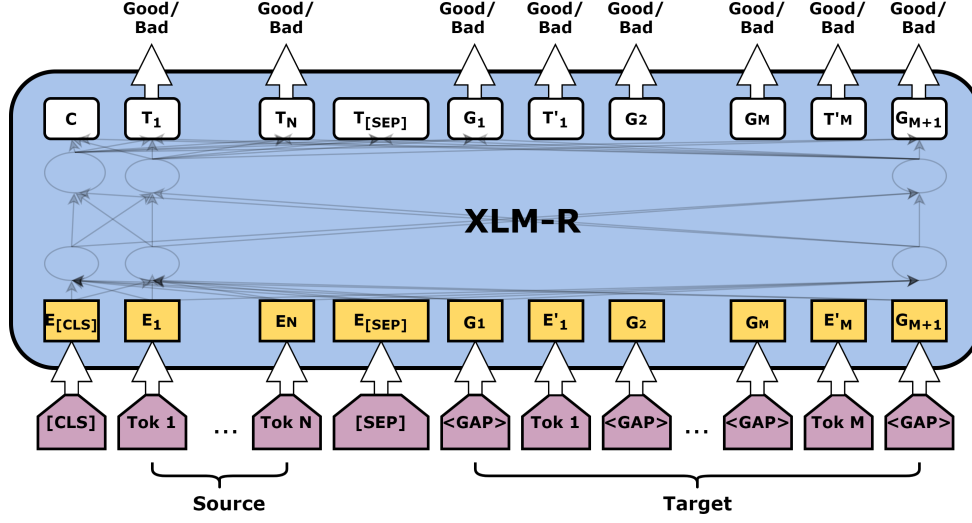 Good/ Good/ Good/ Good/ Good/ Good/ Good/ Good/
Bad Bad Bad Bad Bad Bad Bad Bad
C T1 TN T[SEP] G1 T'1 G2 GM T'M GM+1
XLM-R
E[CLS] E1 EN E[SEP] G1 E'1 G2 GM E'M GM+1
[CLS] Tok 1 ... Tok N [SEP] <GAP> Tok 1 <GAP> ... <GAP> Tok M <GAP>
Source Target